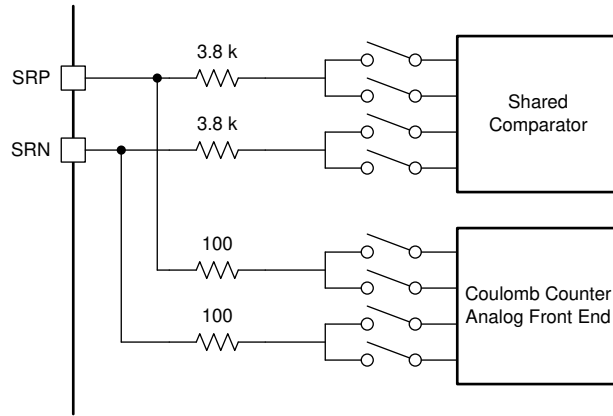 3.8 k
SRP
Shared
Comparator
3.8 k
SRN
100
Coulomb Counter
Analog Front End
100